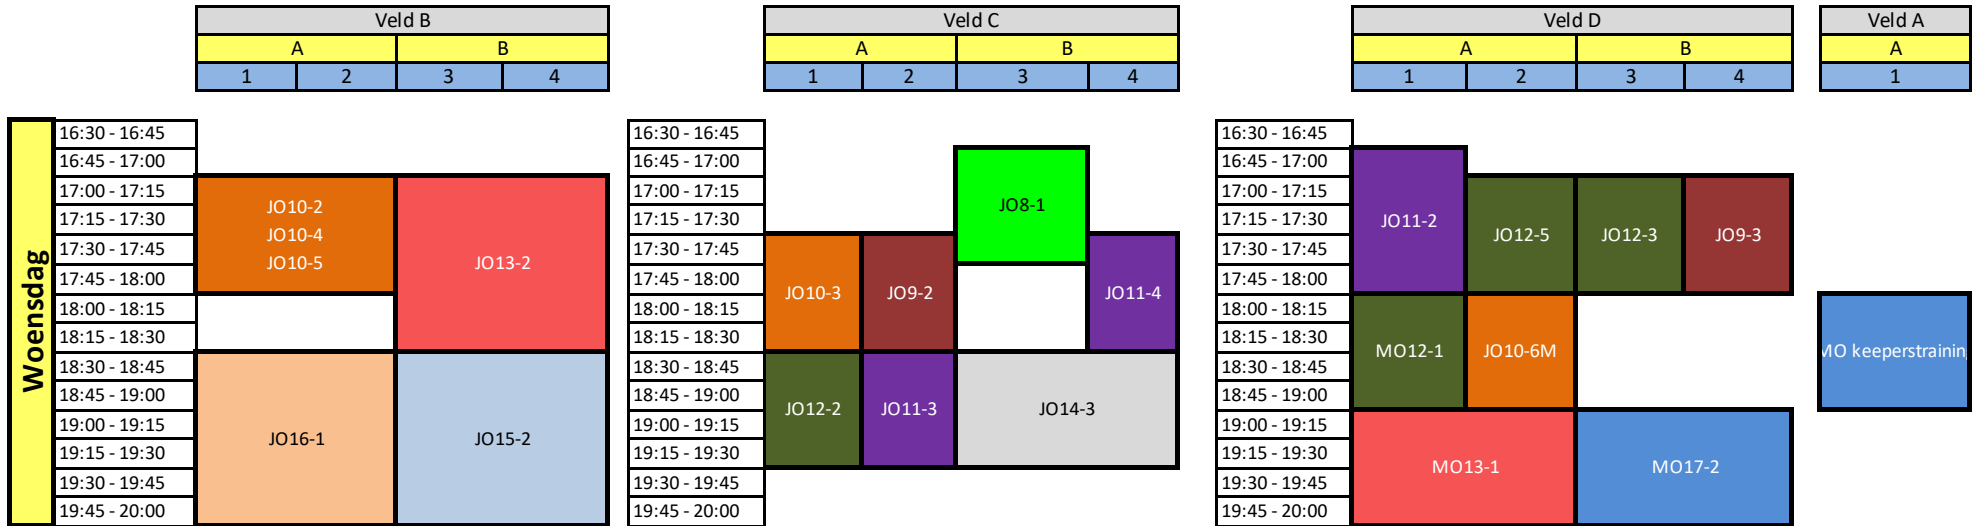 Veld B Veld C Veld D Veld A
A B A B A B A
1 2 3 4 1 2 3 4 1 2 3 4 1
Woensdag
16:30 - 16:45 16:30 - 16:45 16:30 - 16:45
16:45 - 17:00 16:45 - 17:00 16:45 - 17:00
17:00 - 17:15 17:00 - 17:15 17:00 - 17:15
JO10-2 JO8-1
17:15 - 17:30 17:15 - 17:30 JO11-2 17:15 - 17:30
JO10-4 JO12-5 JO12-3 JO9-3
17:30 - 17:45 17:30 - 17:45 17:30 - 17:45
JO10-5 JO13-2
17:45 - 18:00 17:45 - 18:00 17:45 - 18:00
JO10-3 JO9-2 JO11-4
18:00 - 18:15 18:00 - 18:15 18:00 - 18:15
18:15 - 18:30 18:15 - 18:30 18:15 - 18:30
MO12-1 JO10-6M MO keeperstraining
18:30 - 18:45 18:30 - 18:45 18:30 - 18:45
18:45 - 19:00 18:45 - 19:00 18:45 - 19:00
JO12-2 JO11-3 JO14-3
19:00 - 19:15 19:00 - 19:15 19:00 - 19:15
JO16-1 JO15-2
19:15 - 19:30 19:15 - 19:30 19:15 - 19:30
MO13-1 MO17-2
19:30 - 19:45 19:30 - 19:45 19:30 - 19:45
19:45 - 20:00 19:45 - 20:00 19:45 - 20:00